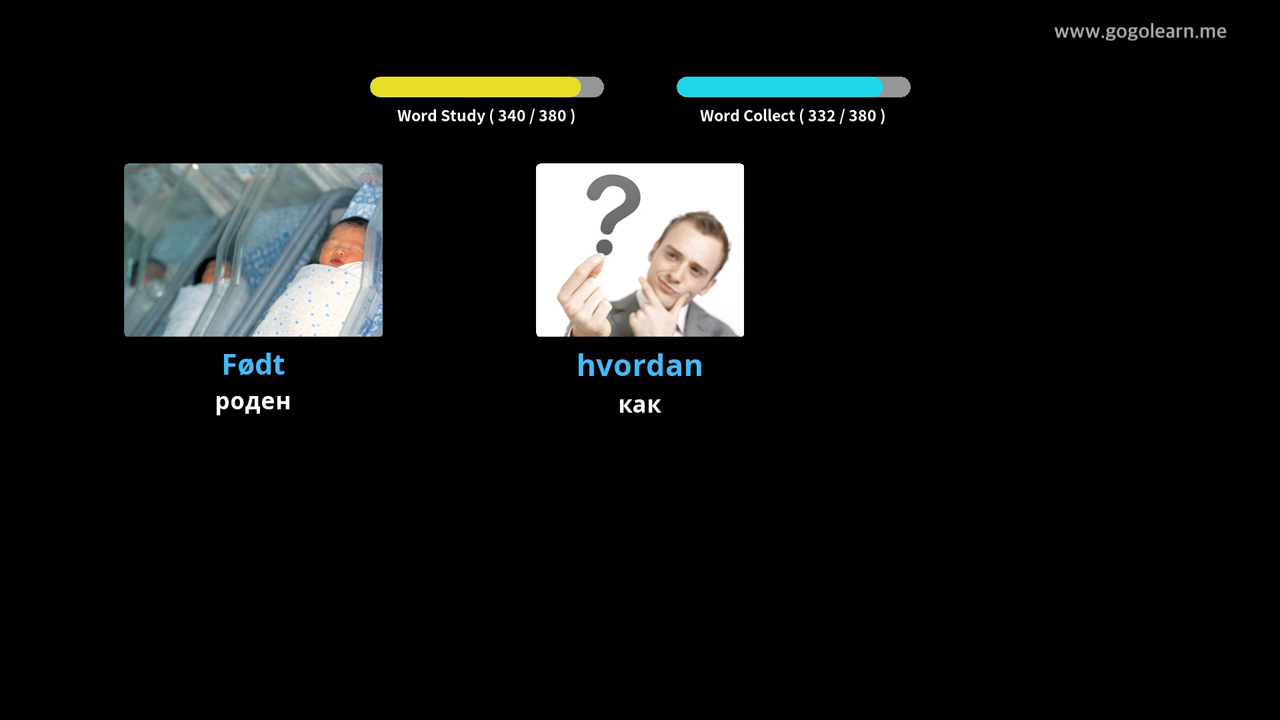 www.gogolearn.me
Word Study ( 340 / 380 )
Word Collect ( 332 / 380 )
Født
роден
hvordan
как